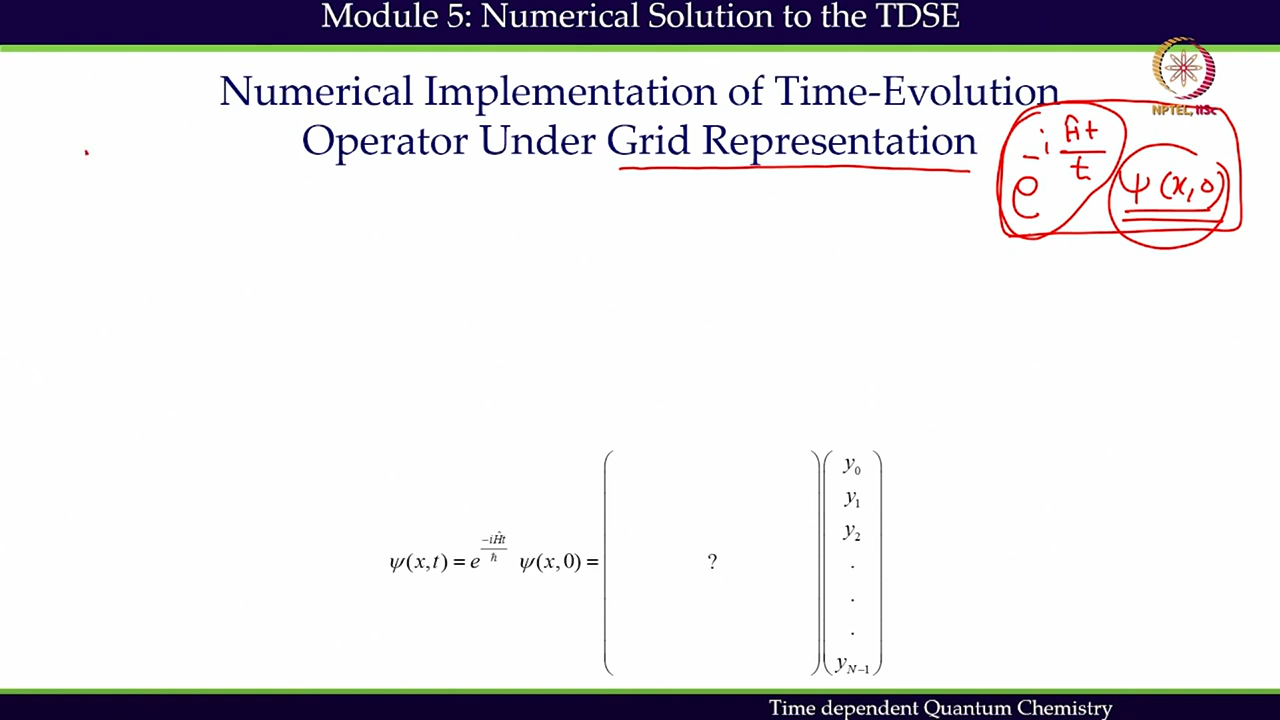 Module 5: Numerical Solution to the TDSE
Numerical Implementation of Time-Evolution
Operator Under Grid Representation
NPTEL, IISc
e^{-i Ĥt/ħ} ψ(x,0)
ψ(x,t) = e^{-iĤt/ħ} ψ(x,0) = ( ? ) ( y₀
y₁
y₂
.
.
.
y_{N-1} )
Time dependent Quantum Chemistry